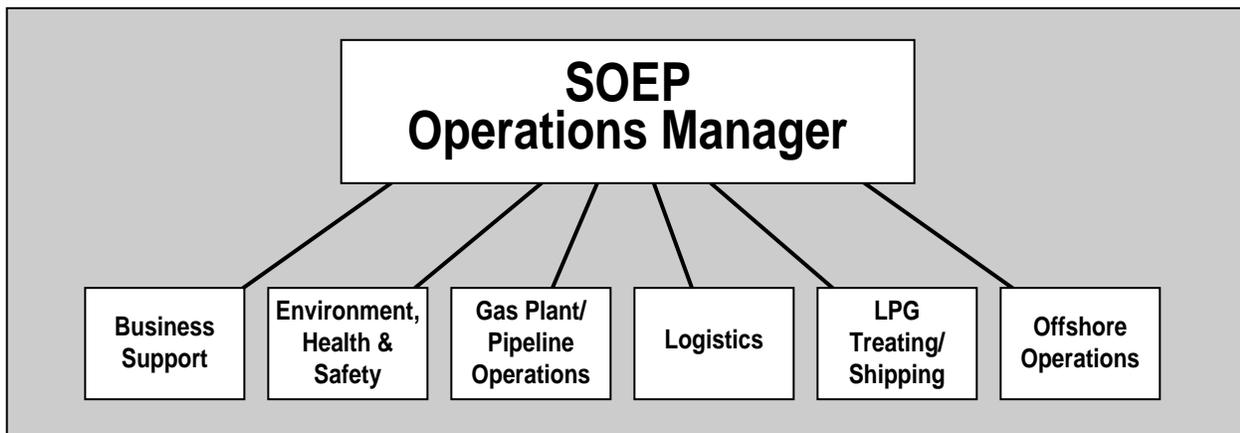 SOEP
Operations Manager
Business
Support
Environment,
Health &
Safety
Gas Plant/
Pipeline
Operations
Logistics
LPG
Treating/
Shipping
Offshore
Operations